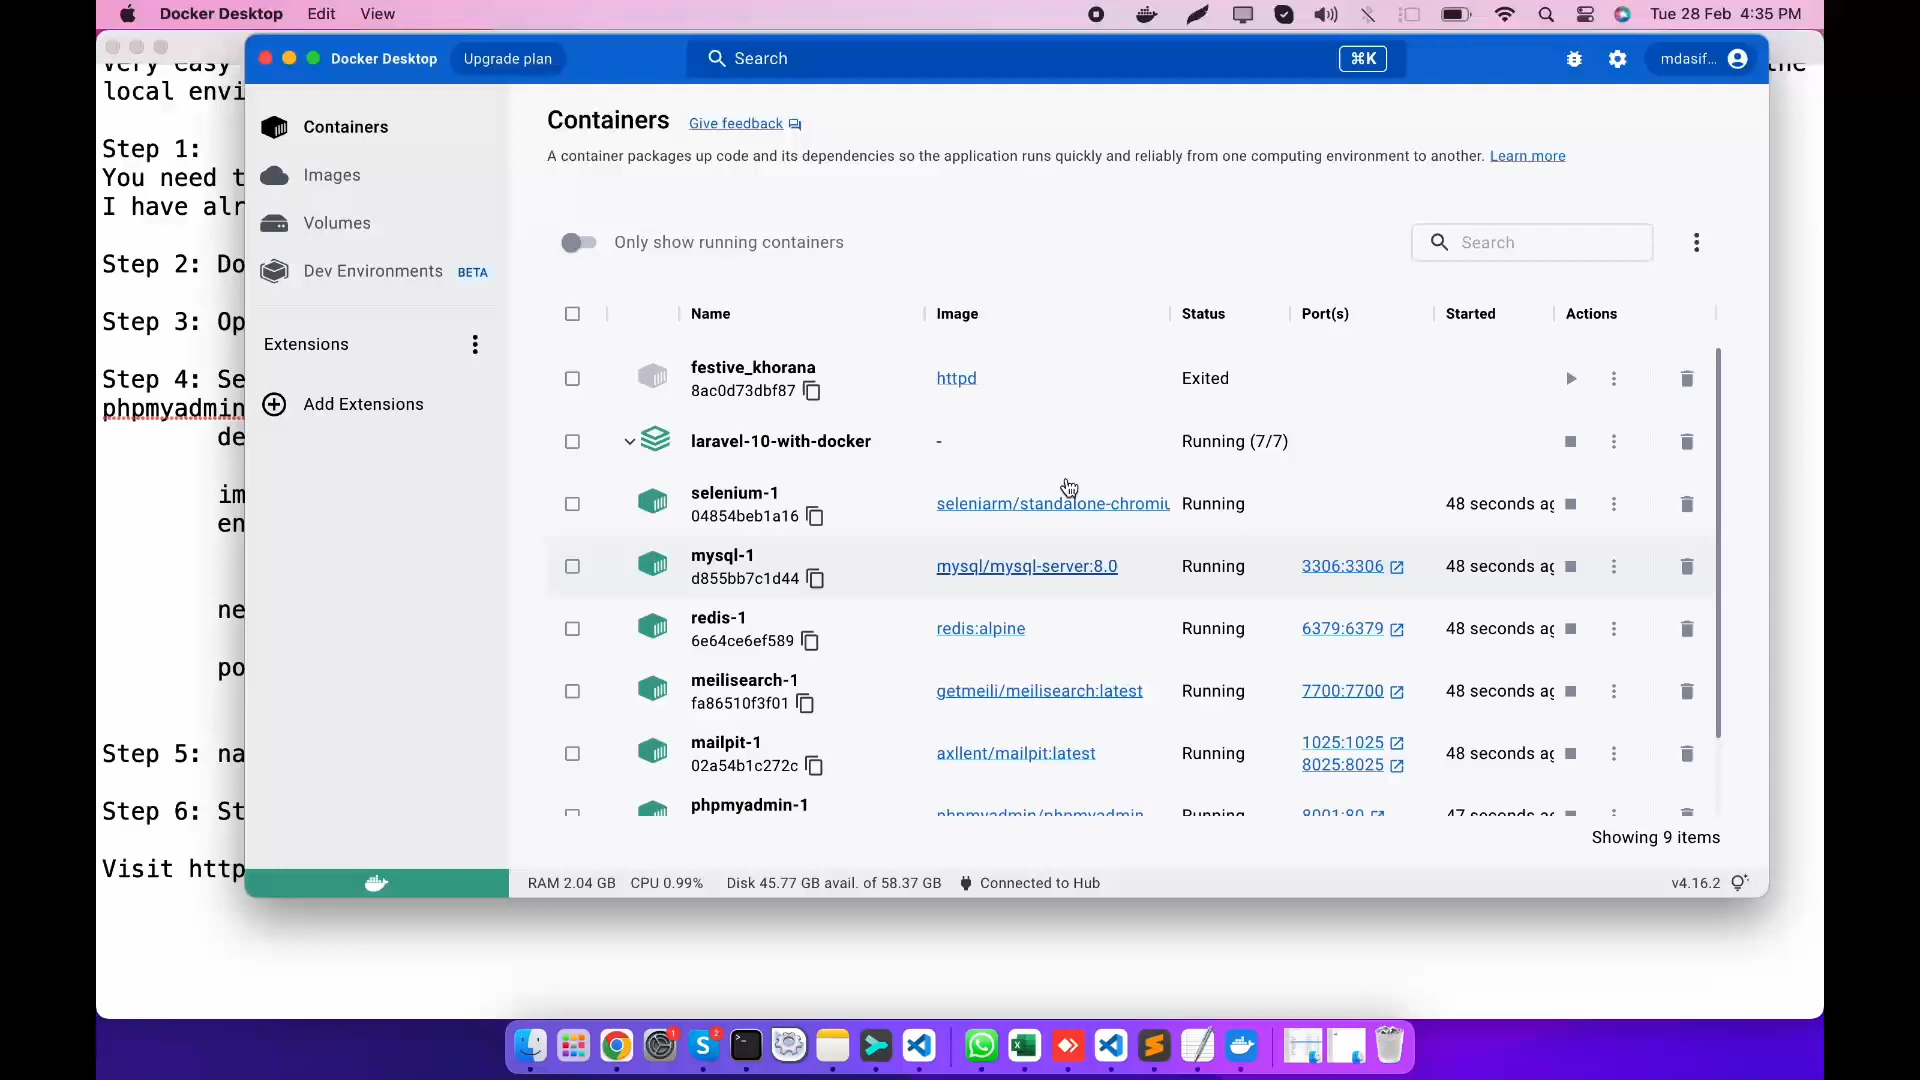 Docker Desktop Edit View
Tue 28 Feb 4:35 PM
local envi
Step 1:
You need t
I have alr
Step 2: Do
Step 3: Op
Step 4: Se
phpmyadmin
de
im
en
ne
po
Step 5: na
Step 6: St
Visit http
Docker Desktop
Upgrade plan
Search
⌘K
mdasif...
Containers
Images
Volumes
Dev Environments BETA
Extensions
Add Extensions
Containers Give feedback
A container packages up code and its dependencies so the application runs quickly and reliably from one computing environment to another. Learn more
Only show running containers
Search
Name Image Status Port(s) Started Actions
festive_khorana
8ac0d73dbf87
httpd
Exited
laravel-10-with-docker
-
Running (7/7)
selenium-1
04854beb1a16
seleniarm/standalone-chromiu
Running
48 seconds ag
mysql-1
d855bb7c1d44
mysql/mysql-server:8.0
Running
3306:3306
48 seconds ag
redis-1
6e64ce6ef589
redis:alpine
Running
6379:6379
48 seconds ag
meilisearch-1
fa86510f3f01
getmeili/meilisearch:latest
Running
7700:7700
48 seconds ag
mailpit-1
02a54b1c272c
axllent/mailpit:latest
Running
1025:1025
8025:8025
48 seconds ag
phpmyadmin-1
phpmyadmin/phpmyadmin
Running
8001:80
47 seconds ag
Showing 9 items
RAM 2.04 GB CPU 0.99% Disk 45.77 GB avail. of 58.37 GB Connected to Hub
v4.16.2